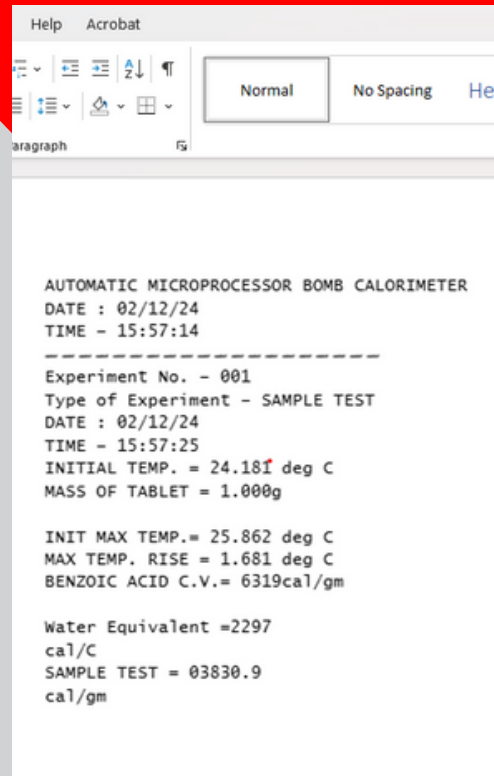 Help Acrobat
Normal No Spacing He
aragraph
AUTOMATIC MICROPROCESSOR BOMB CALORIMETER
DATE : 02/12/24
TIME - 15:57:14
---------------------
Experiment No. - 001
Type of Experiment - SAMPLE TEST
DATE : 02/12/24
TIME - 15:57:25
INITIAL TEMP. = 24.181 deg C
MASS OF TABLET = 1.000g
INIT MAX TEMP.= 25.862 deg C
MAX TEMP. RISE = 1.681 deg C
BENZOIC ACID C.V.= 6319cal/gm
Water Equivalent =2297
cal/C
SAMPLE TEST = 03830.9
cal/gm